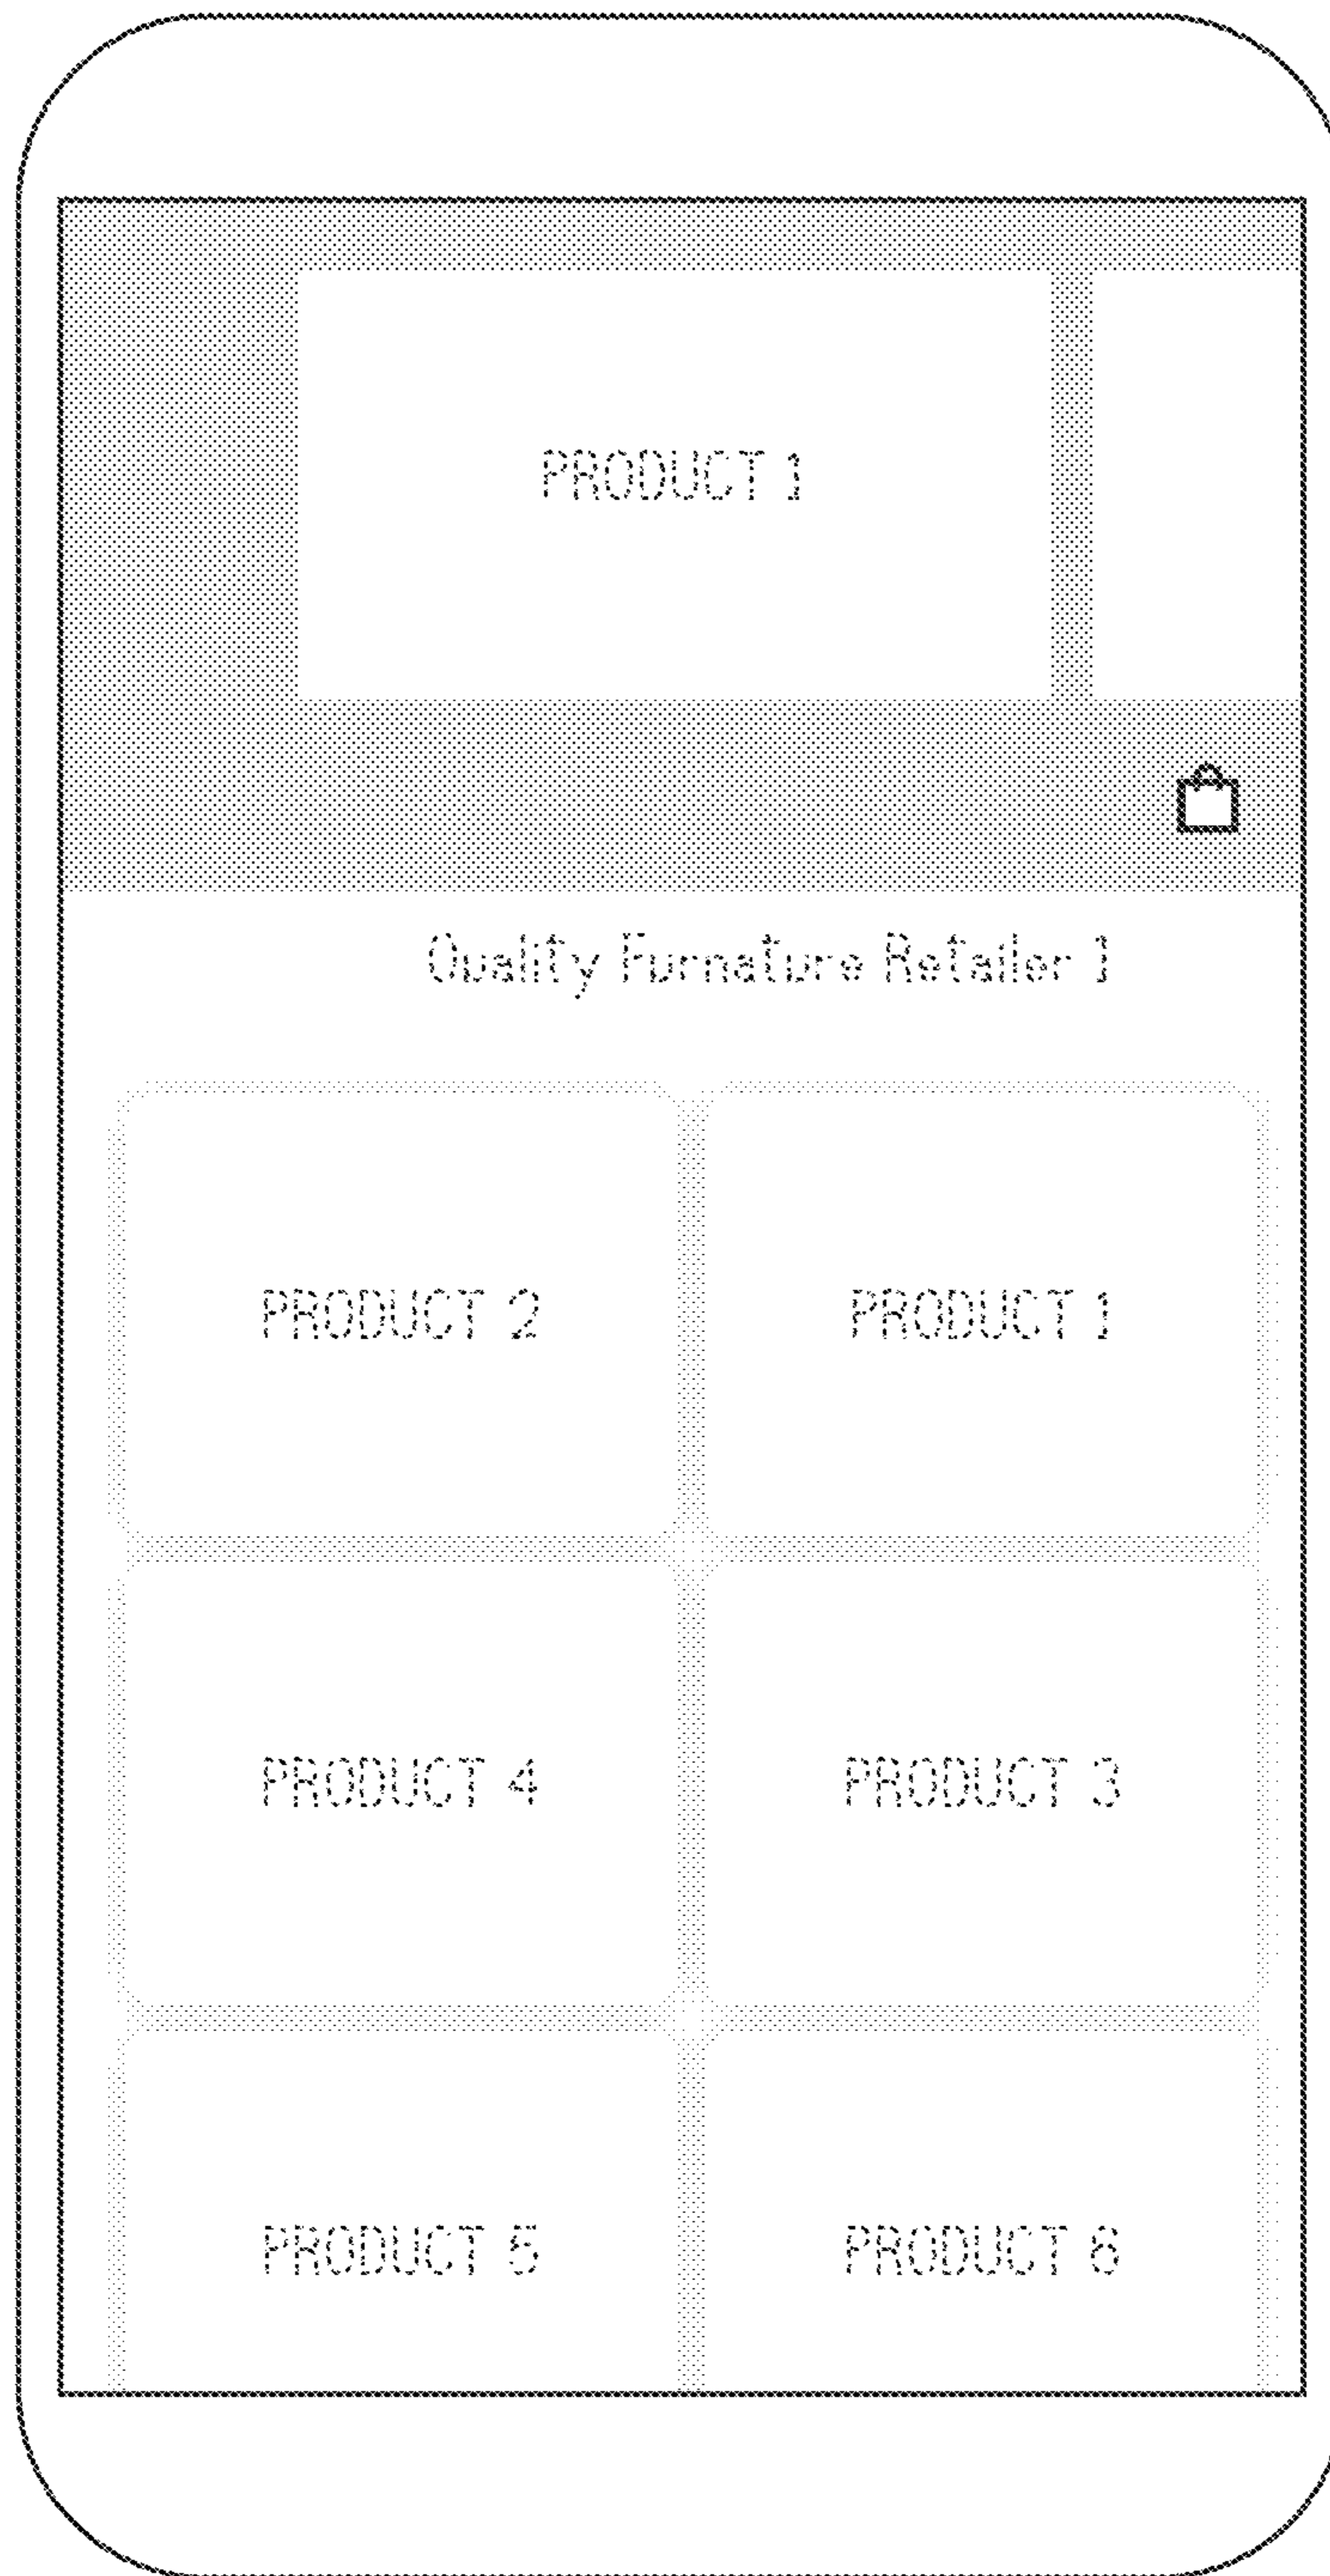 PRODUCT 1
Quality Furnature Retailer 1
PRODUCT 2 PRODUCT 1
PRODUCT 4 PRODUCT 3
PRODUCT 5 PRODUCT 6